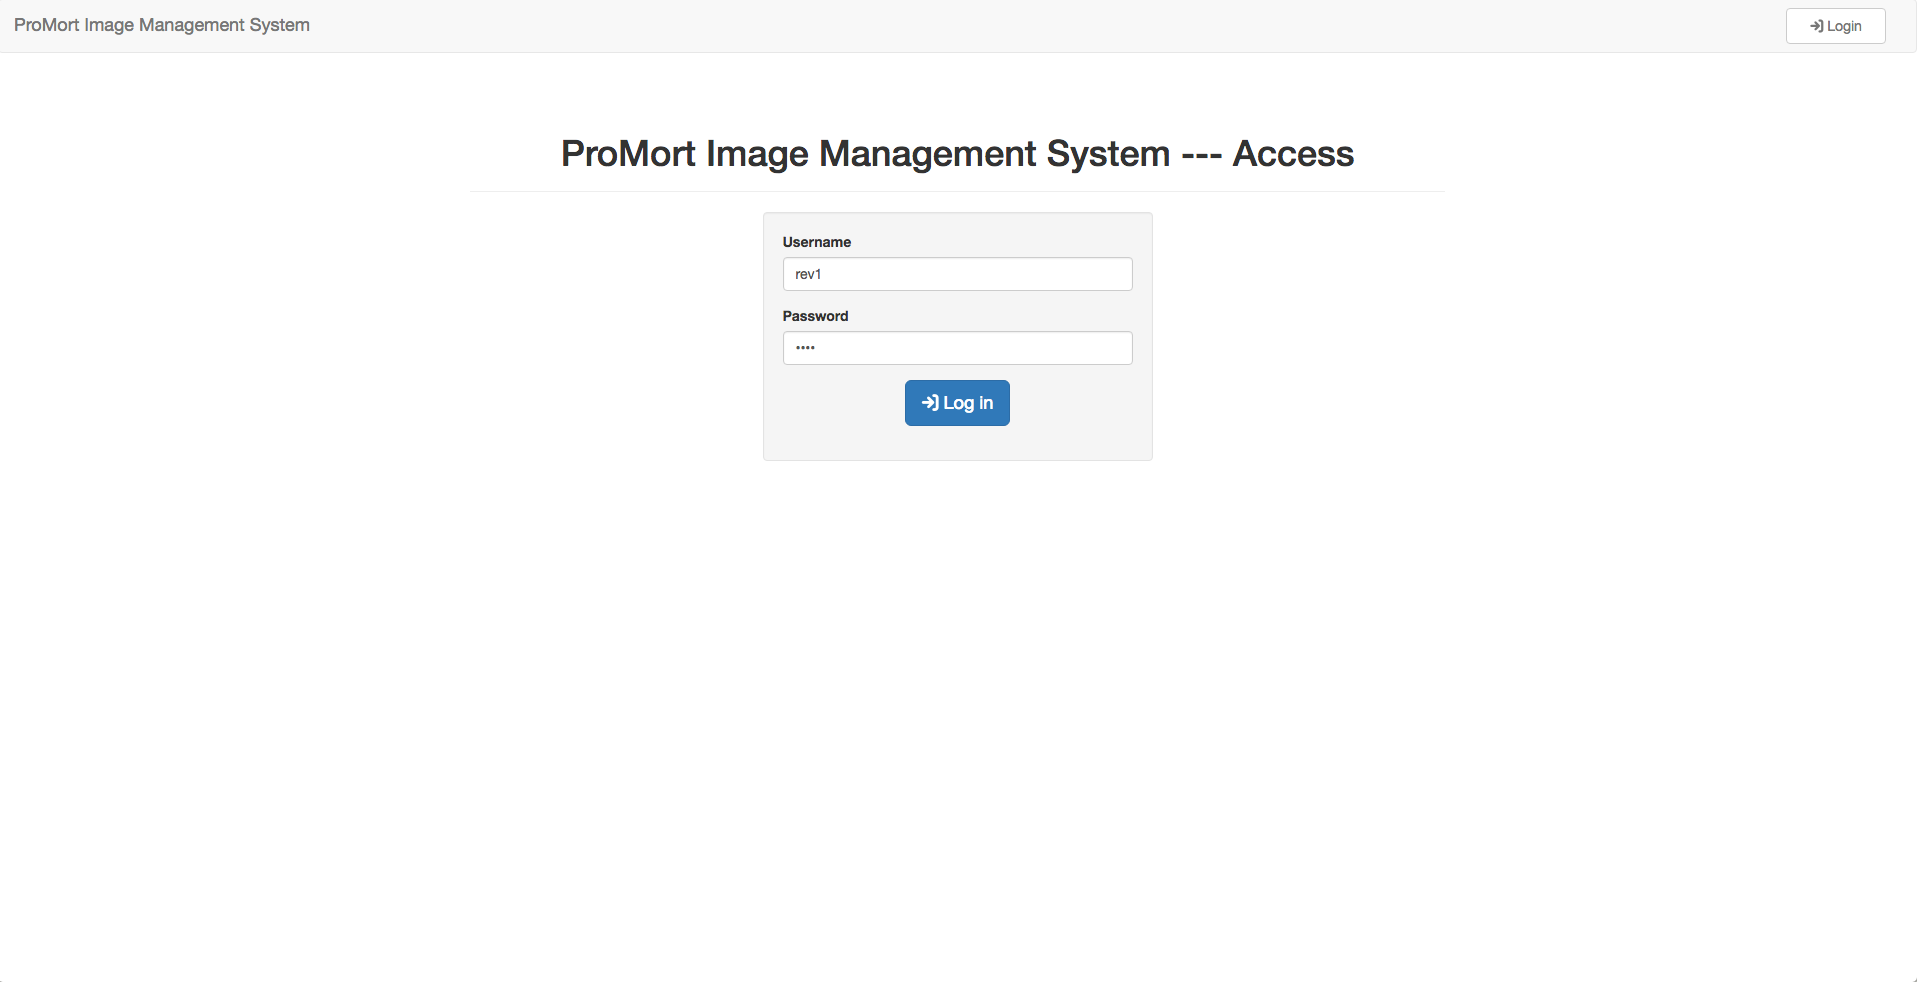 ProMort Image Management System
Login
ProMort Image Management System --- Access
Username
rev1
Password
••••
Log in